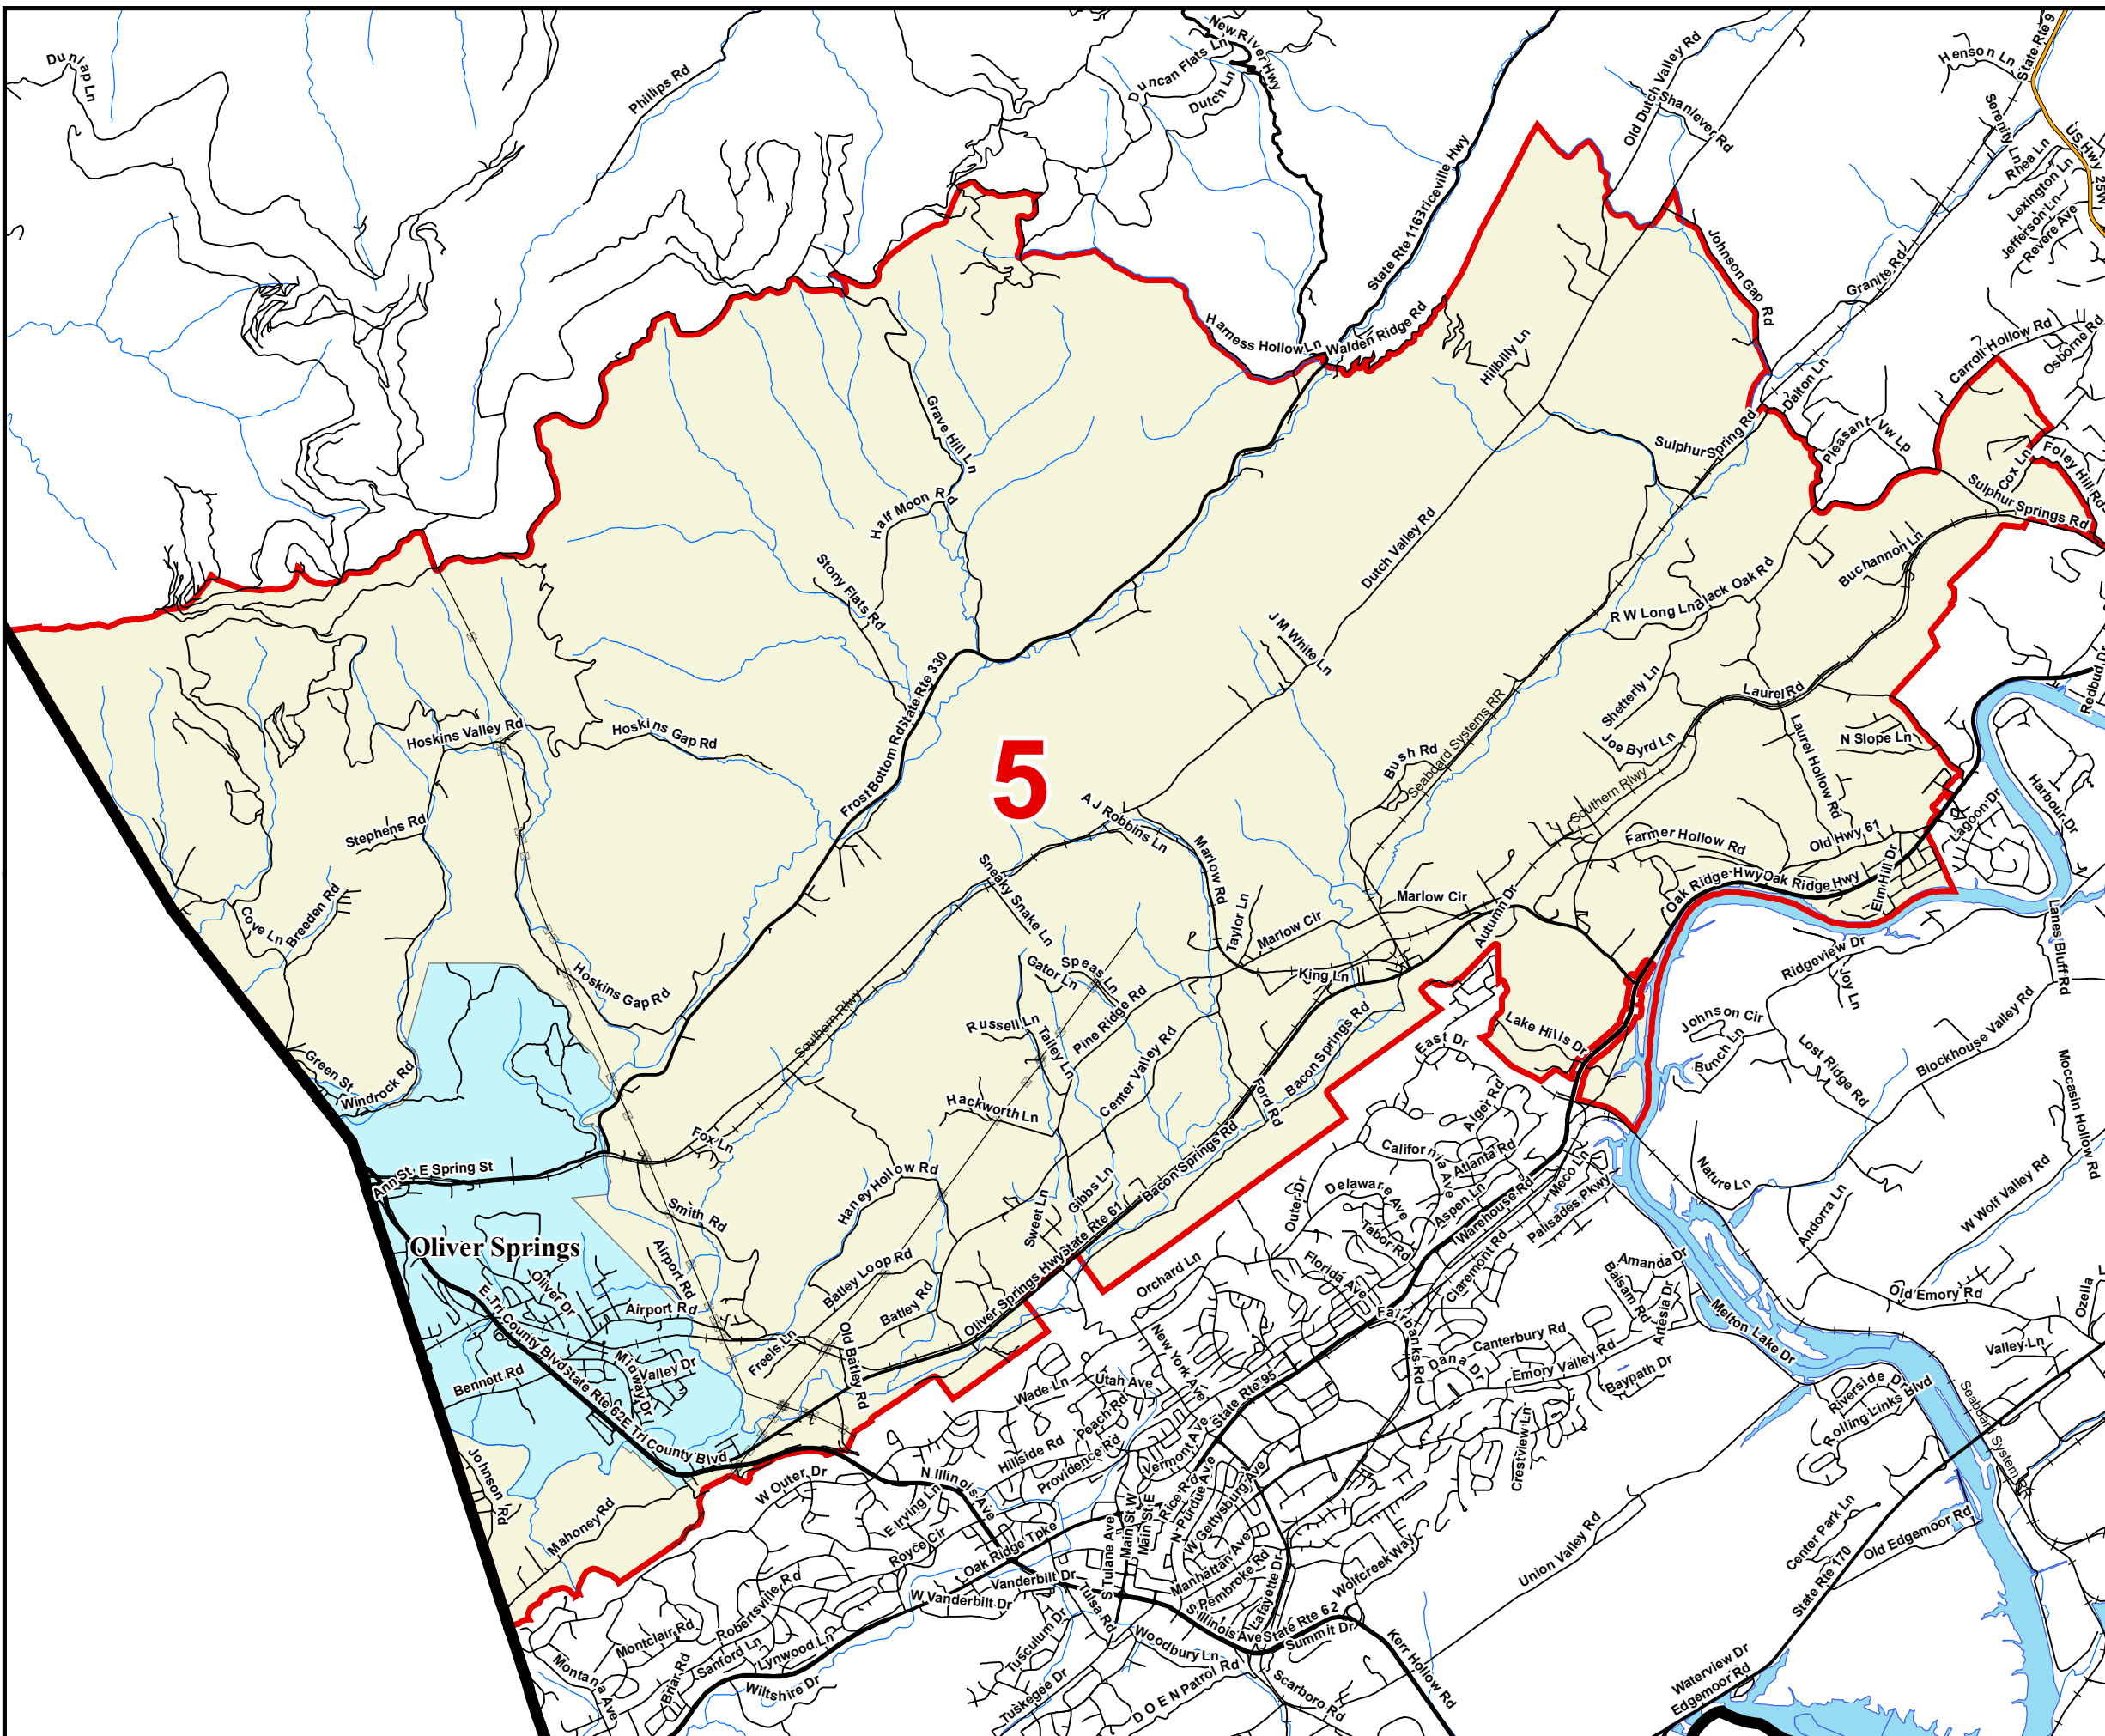 Dunlap Ln
Phillips Rd
New River Hwy
Duncan Flats Ln
Dutch Ln
State Rte 116
riceville Hwy
Old Dutch Valley Rd
Shanlever Rd
Henson Ln
State Rte 9
Serenity Ln
US Hwy 25W
Rhea Ln
Lexington Ln
Jefferson Ln
Revere Ave
Johnson Gap Rd
Granite Rd
Harness Hollow Ln
Walden Ridge Rd
Hillbilly Ln
Carroll Hollow Rd
Osborne Rd
Dalton Ln
Pleasant Vw Lp
Sulphur Spring Rd
Cox Ln
Foley Hill Rd
Sulphur Springs Rd
Grave Hill Ln
Half Moon Rd
Stony Flats Rd
Dutch Valley Rd
Buchannon Ln
R W Long Ln
Black Oak Rd
J M White Ln
Shetterly Ln
Laurel Rd
Joe Byrd Ln
Laurel Hollow Rd
N Slope Ln
Redbud Dr
Hoskins Valley Rd
Hoskins Gap Rd
Frost Bottom Rd
State Rte 330
5
Bush Rd
Seaboard Systems RR
Southern Rlwy
Harbour Dr
Lagoon Dr
Stephens Rd
A J Robbins Ln
Marlow Rd
Farmer Hollow Rd
Old Hwy 61
Oak Ridge Hwy
Oak Ridge Hwy
Elm Hill Dr
Sneaky Snake Ln
Taylor Ln
Marlow Cir
Marlow Cir
Autumn Dr
Lanes Bluff Rd
Cove Ln
Breeden Rd
Hoskins Gap Rd
Gator Ln
Speas Ln
King Ln
Ridgeview Dr
Joy Ln
Southern Rlwy
Russell Ln
Talley Ln
Pine Ridge Rd
Center Valley Rd
Bacon Springs Rd
Lake Hills Dr
East Dr
Johnson Cir
Bunch Ln
Lost Ridge Rd
Blockhouse Valley Rd
Moccasin Hollow Rd
Green St
Windrock Rd
Hackworth Ln
Ford Rd
Alger Rd
Fox Ln
Haney Hollow Rd
Bacon Springs Rd
California Ave
Atlanta Rd
Ann St
E Spring St
Smith Rd
Sweet Ln
Gibbs Ln
State Rte 61
Outer Dr
Delaware Ave
Tabor Rd
Aspen Ln
Warehouse Rd
Meco Ln
Palisades Pkwy
Nature Ln
Andorra Ln
W Wolf Valley Rd
Oliver Springs
Airport Rd
Batley Loop Rd
Oliver Springs Hwy
Orchard Ln
Florida Ave
Claremont Rd
Amanda Dr
Balsam Rd
Artesia Dr
Old Emory Rd
Ozella
Oliver Dr
Airport Rd
Batley Rd
E Tri County Blvd
State Rte 62
E Tri County Blvd
Midway Dr
Valley Dr
Bennett Rd
Freels Ln
Old Batley Rd
New York Ave
Fairbanks Rd
Canterbury Rd
Dana Dr
Emory Valley Rd
Baypath Dr
Melton Lake Dr
Valley Ln
Wade Ln
Utah Ave
Peach Rd
State Rte 95
Riverside Dr
Rolling Links Blvd
Seaboard System RR
Hillside Rd
Providence Rd
Vermont Ave
Crestview Ln
Johnson Rd
Mahoney Rd
W Outer Dr
N Illinois Ave
E Irving Ln
Royce Cir
Oak Ridge Tpke
Rice Rd
N Purdue Ave
W Gettysburg Ave
Main St W
Main St E
S Tulane Ave
Manhattan Ave
Pembroke Rd
Lafayette Dr
Wolfcreek Way
Union Valley Rd
Center Park Ln
Old Edgemoor Rd
State Rte 170
Vanderbilt Dr
W Vanderbilt Dr
Tulsa Rd
S Illinois Ave
State Rte 62
Summit Dr
Kerr Hollow Rd
Robertsville Rd
Montclair Rd
Sanford Ln
Lynwood Ln
Montana Ave
Briar Rd
Wiltshire Dr
Tusculum Dr
Tuskegee Dr
Woodbury Ln
D O E N Patrol Rd
Scarboro Rd
Waterview Dr
Edgemoor Rd